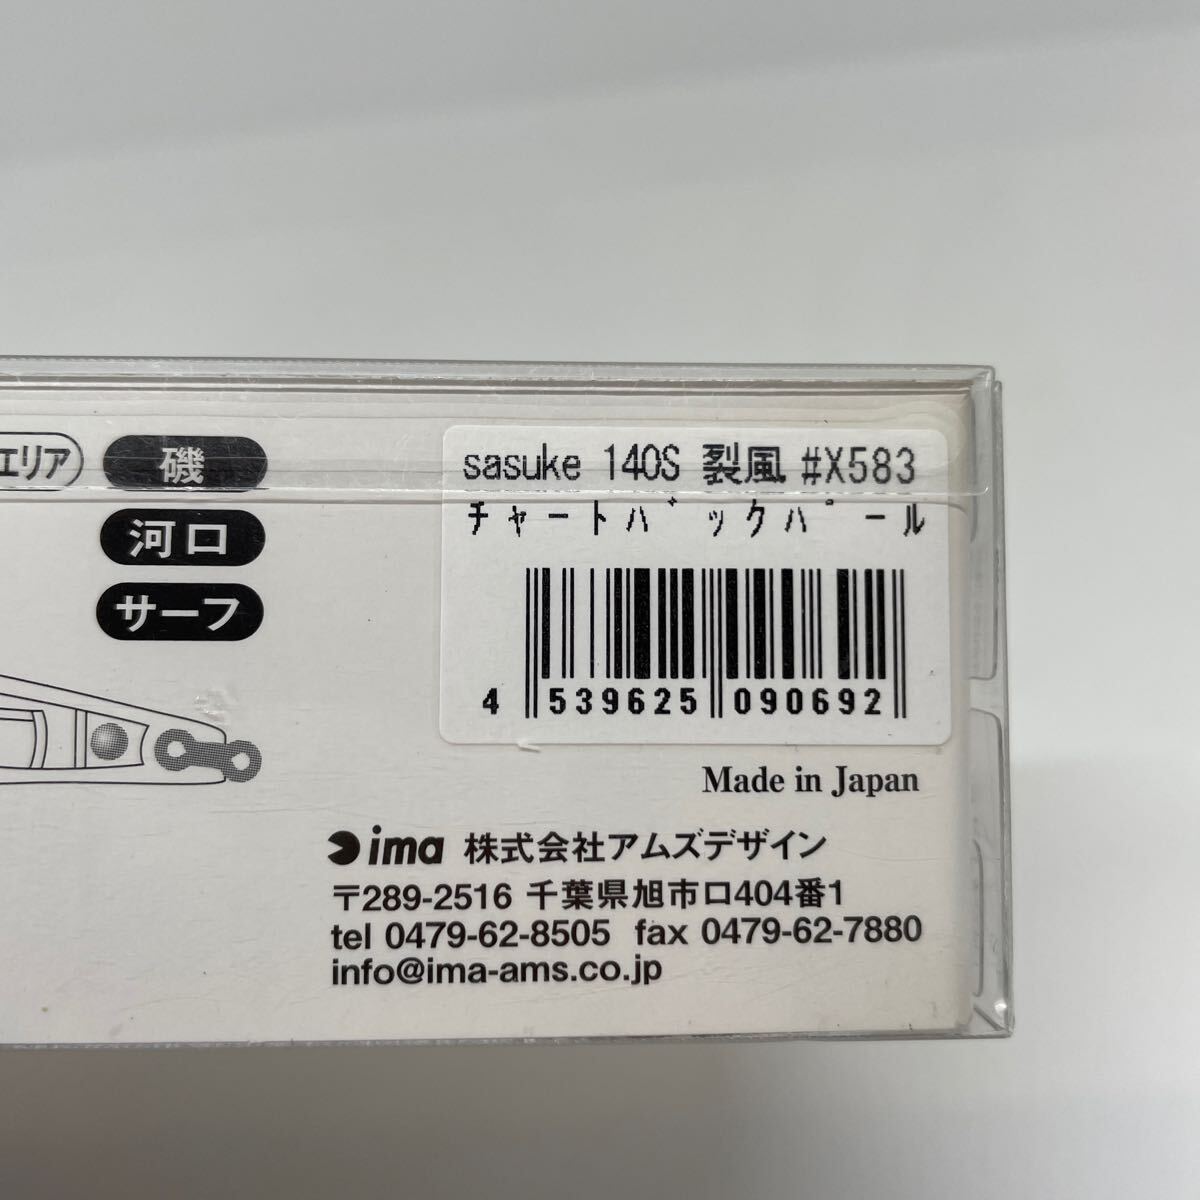 エリア
磯
河口
サーフ
sasuke 140S 裂風 #X583
ﾁｬｰﾄﾊﾞｯｸﾊﾟｰﾙ
4 539625 090692
Made in Japan
ima 株式会社アムズデザイン
〒289-2516 千葉県旭市ロ404番1
tel 0479-62-8505 fax 0479-62-7880
info@ima-ams.co.jp